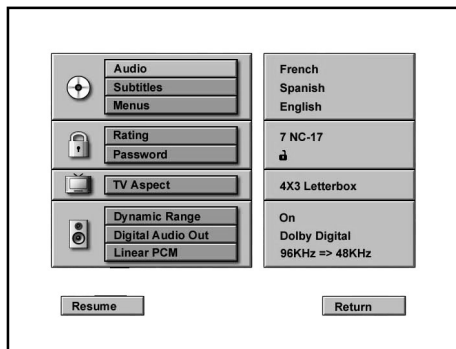 Audio French
Subtitles Spanish
Menus English
Rating 7 NC-17
Password
TV Aspect 4X3 Letterbox
Dynamic Range On
Digital Audio Out Dolby Digital
Linear PCM 96KHz => 48KHz
Resume Return